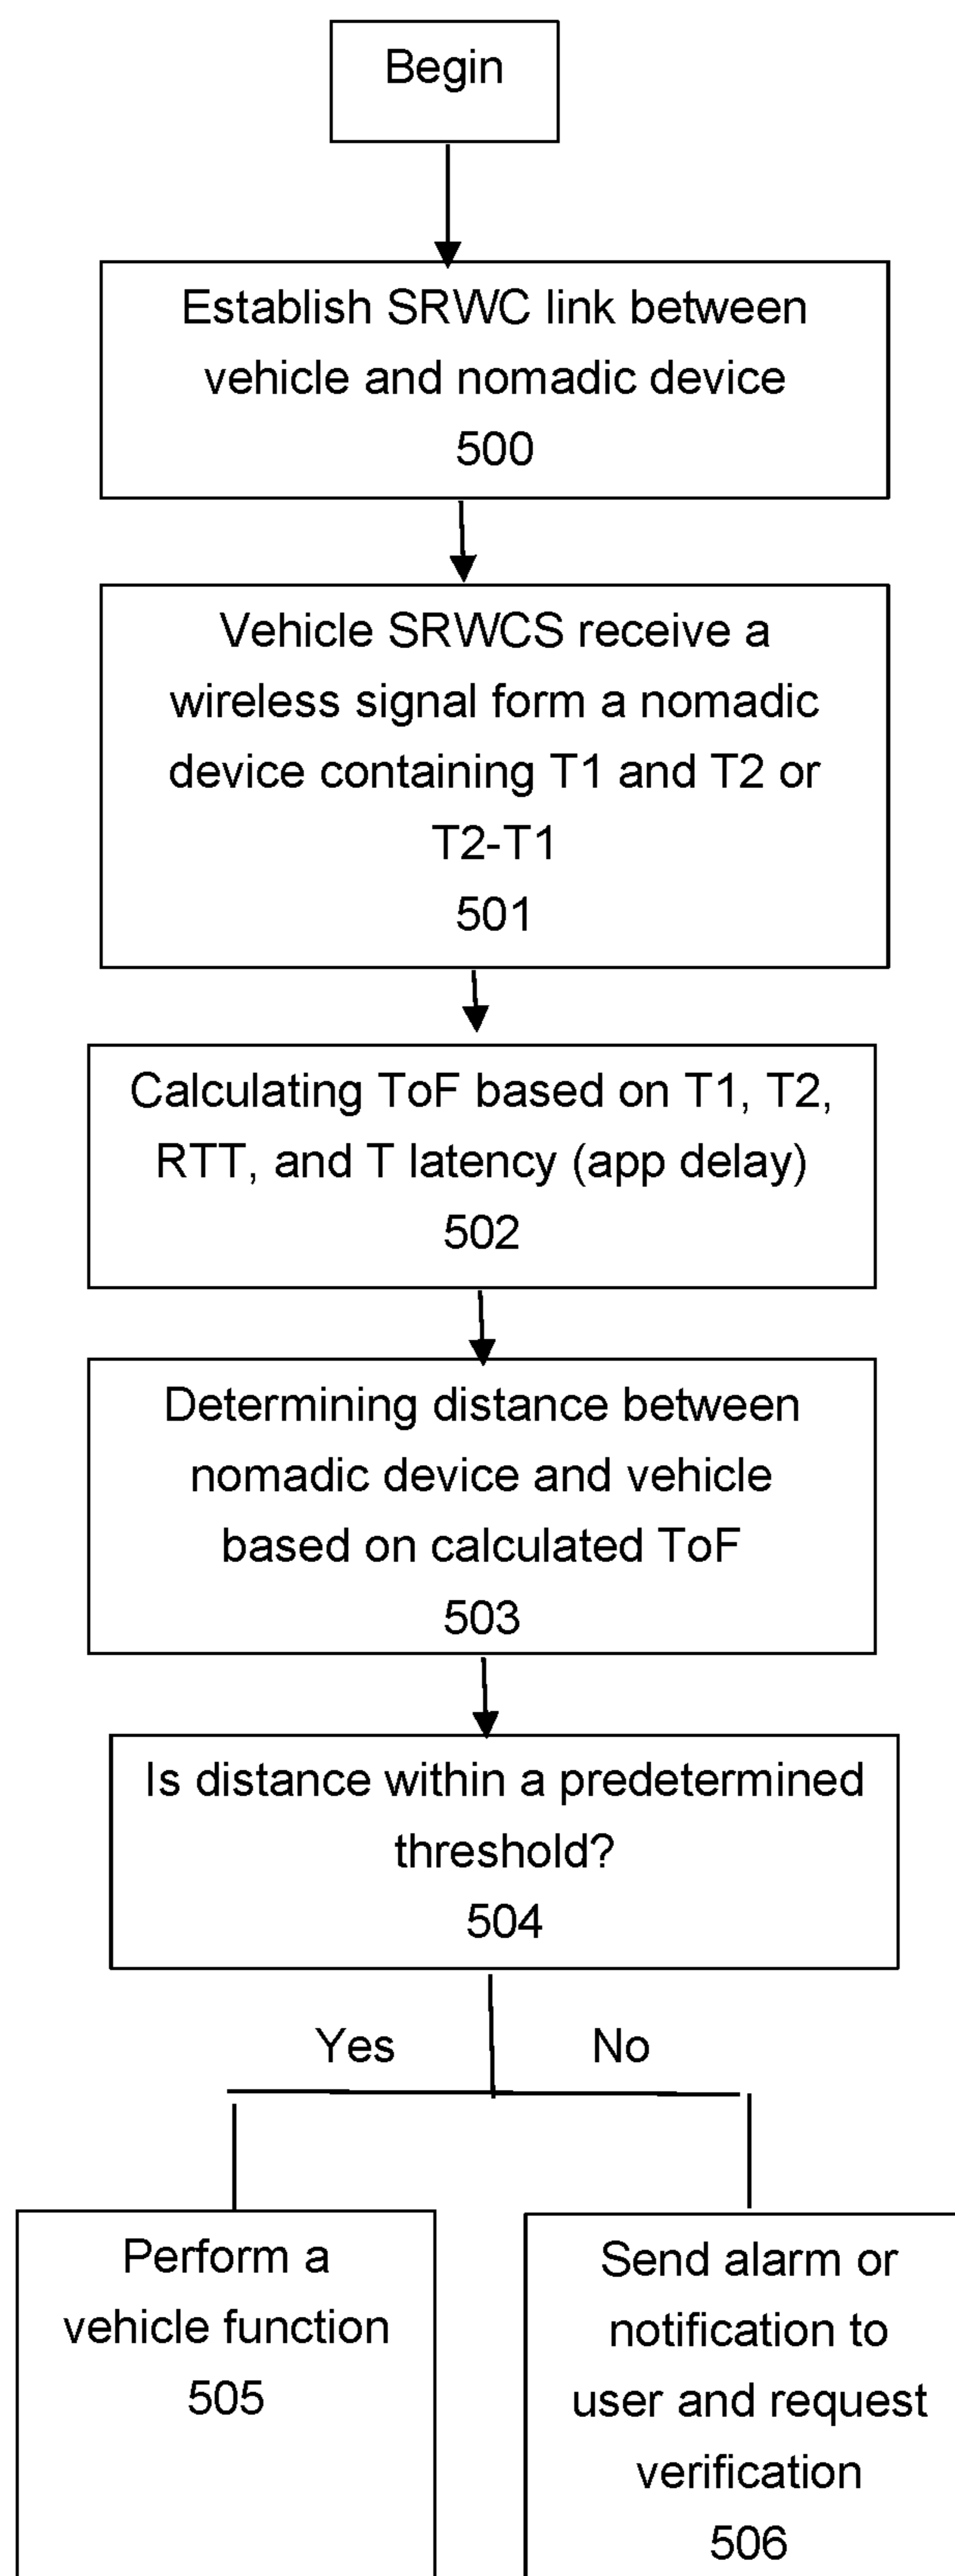 Begin
Establish SRWC link between
vehicle and nomadic device
500
Vehicle SRWCS receive a
wireless signal form a nomadic
device containing T1 and T2 or
T2-T1
501
Calculating ToF based on T1, T2,
RTT, and T latency (app delay)
502
Determining distance between
nomadic device and vehicle
based on calculated ToF
503
Is distance within a predetermined
threshold?
504
Yes
No
Perform a
vehicle function
505
Send alarm or
notification to
user and request
verification
506